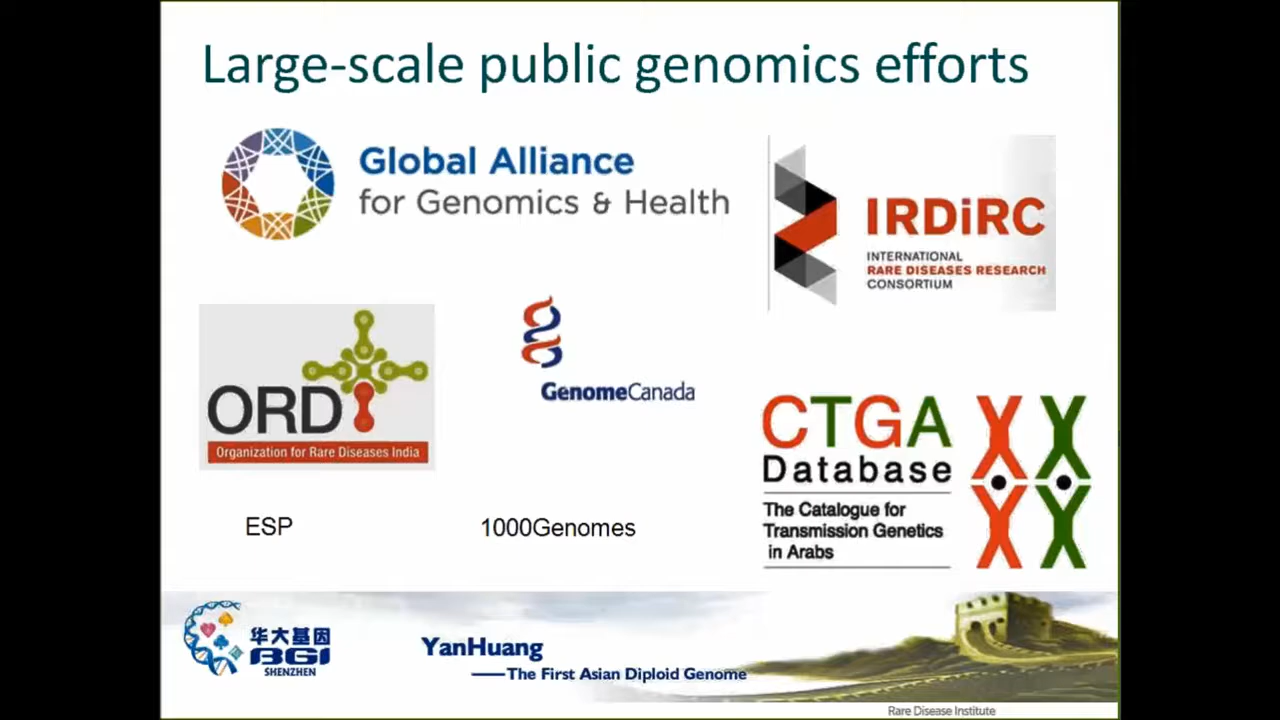 Large-scale public genomics efforts
Global Alliance
for Genomics & Health
IRDiRC
INTERNATIONAL
RARE DISEASES RESEARCH
CONSORTIUM
ORDI
Organization for Rare Diseases India
GenomeCanada
CTGA
Database
The Catalogue for
Transmission Genetics
in Arabs
ESP
1000Genomes
华大基因
BGI
SHENZHEN
YanHuang
——The First Asian Diploid Genome
Rare Disease Institute